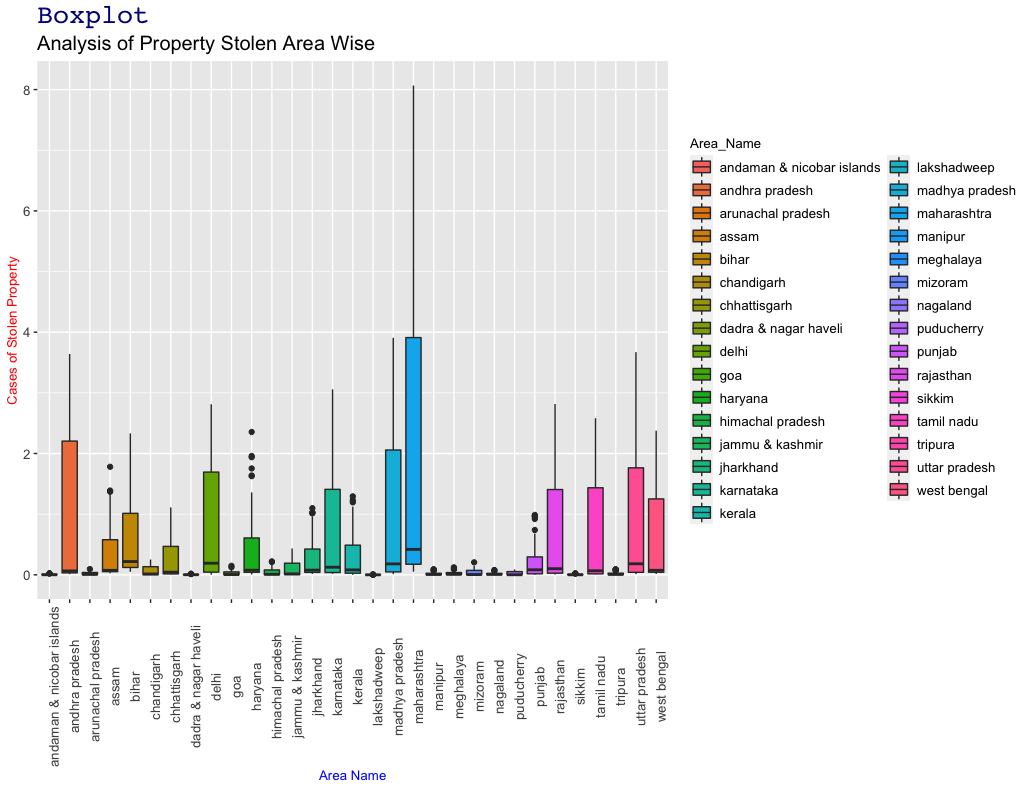 Boxplot
Analysis of Property Stolen Area Wise
Cases of Stolen Property
8
6
4
2
0
andaman & nicobar islands
andhra pradesh
arunachal pradesh
assam
bihar
chandigarh
chhattisgarh
dadra & nagar haveli
delhi
goa
haryana
himachal pradesh
jammu & kashmir
jharkhand
karnataka
kerala
lakshadweep
madhya pradesh
maharashtra
manipur
meghalaya
mizoram
nagaland
puducherry
punjab
rajasthan
sikkim
tamil nadu
tripura
uttar pradesh
west bengal
Area Name
Area_Name
andaman & nicobar islands
andhra pradesh
arunachal pradesh
assam
bihar
chandigarh
chhattisgarh
dadra & nagar haveli
delhi
goa
haryana
himachal pradesh
jammu & kashmir
jharkhand
karnataka
kerala
lakshadweep
madhya pradesh
maharashtra
manipur
meghalaya
mizoram
nagaland
puducherry
punjab
rajasthan
sikkim
tamil nadu
tripura
uttar pradesh
west bengal